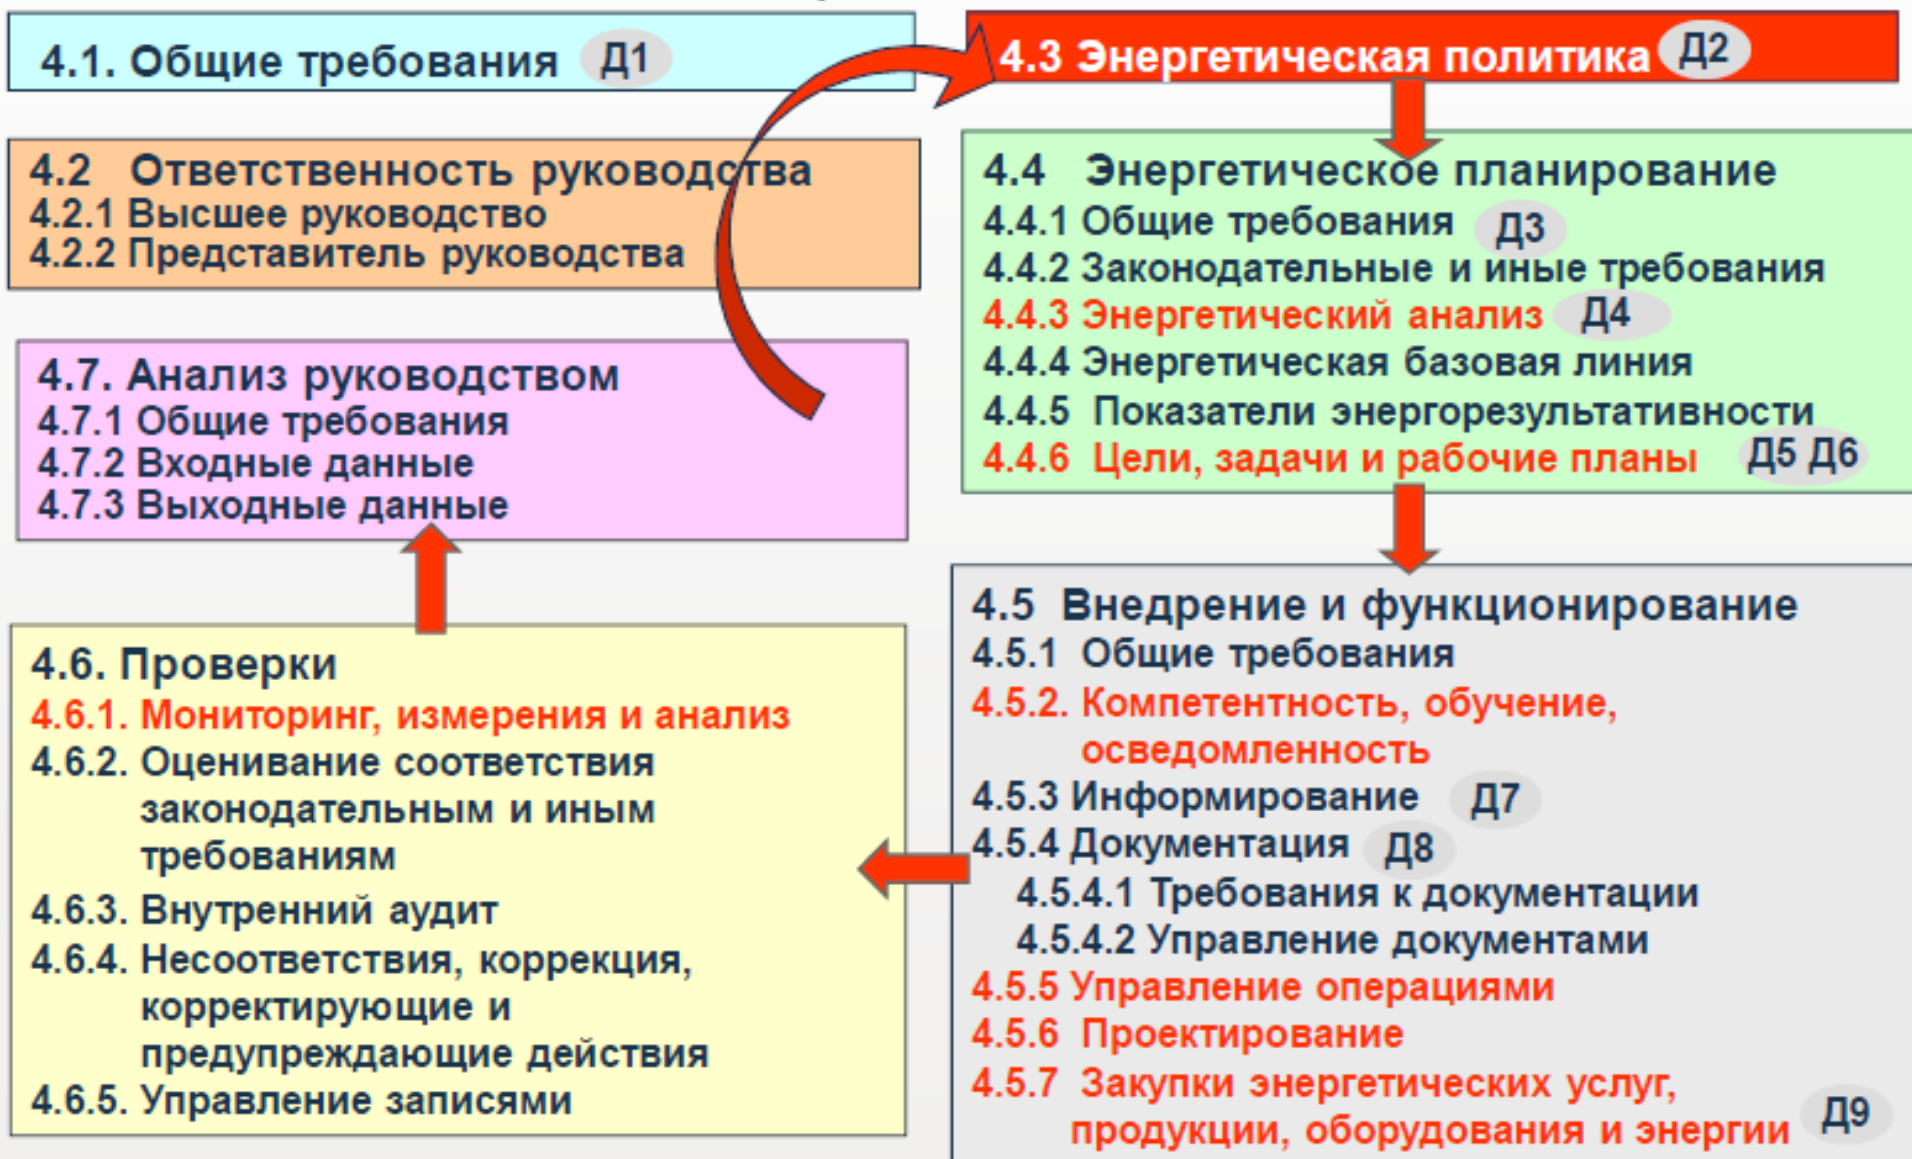 4.1. Общие требования Д1
4.2 Ответственность руководства
4.2.1 Высшее руководство
4.2.2 Представитель руководства
4.7. Анализ руководством
4.7.1 Общие требования
4.7.2 Входные данные
4.7.3 Выходные данные
4.6. Проверки
4.6.1. Мониторинг, измерения и анализ
4.6.2. Оценивание соответствия
законодательным и иным
требованиям
4.6.3. Внутренний аудит
4.6.4. Несоответствия, коррекция,
корректирующие и
предупреждающие действия
4.6.5. Управление записями
4.3 Энергетическая политика Д2
4.4 Энергетическое планирование
4.4.1 Общие требования Д3
4.4.2 Законодательные и иные требования
4.4.3 Энергетический анализ Д4
4.4.4 Энергетическая базовая линия
4.4.5 Показатели энергорезультативности
4.4.6 Цели, задачи и рабочие планы Д5 Д6
4.5 Внедрение и функционирование
4.5.1 Общие требования
4.5.2. Компетентность, обучение,
осведомленность
4.5.3 Информирование Д7
4.5.4 Документация Д8
4.5.4.1 Требования к документации
4.5.4.2 Управление документами
4.5.5 Управление операциями
4.5.6 Проектирование
4.5.7 Закупки энергетических услуг,
продукции, оборудования и энергии Д9